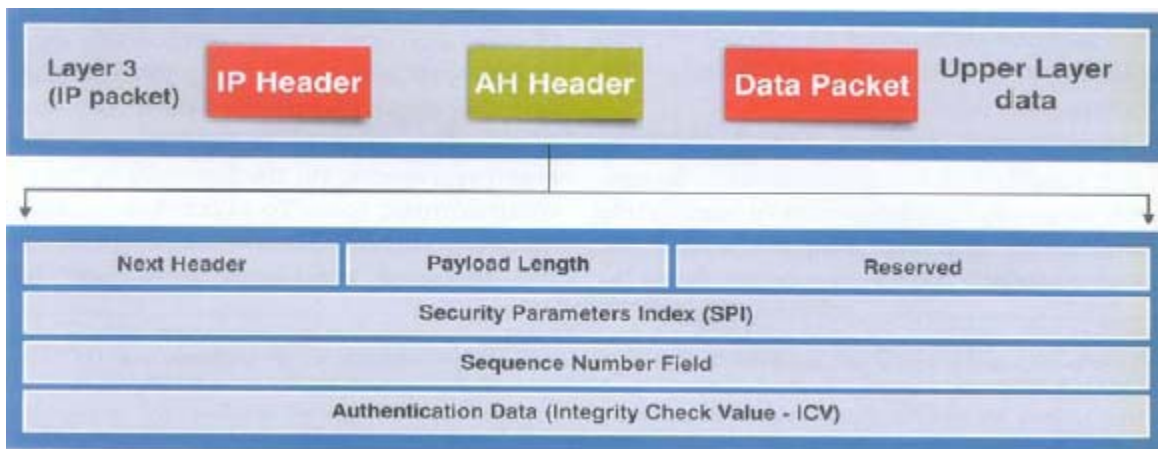 Layer 3
(IP packet)
IP Header
AH Header
Data Packet
Upper Layer
data
Next Header
Payload Length
Reserved
Security Parameters Index (SPI)
Sequence Number Field
Authentication Data (Integrity Check Value - ICV)